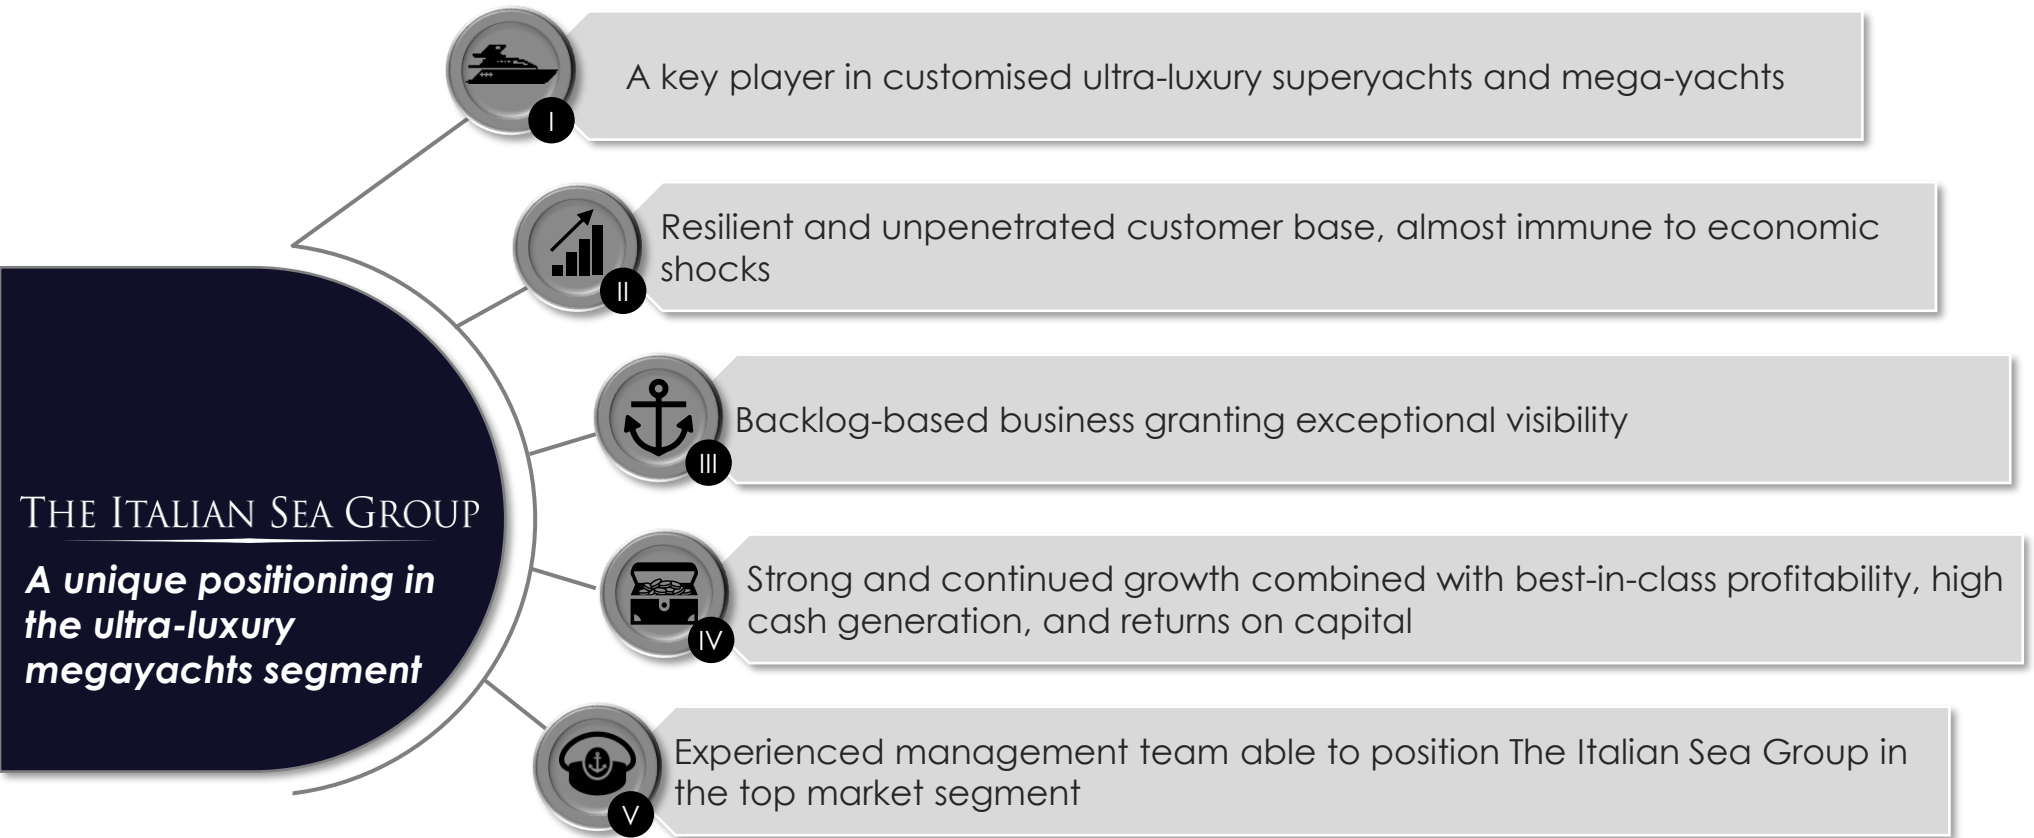 A key player in customised ultra-luxury superyachts and mega-yachts
I
Resilient and unpenetrated customer base, almost immune to economic
shocks
II
Backlog-based business granting exceptional visibility
III
THE ITALIAN SEA GROUP
A unique positioning in
the ultra-luxury
megayachts segment
Strong and continued growth combined with best-in-class profitability, high
cash generation, and returns on capital
IV
Experienced management team able to position The Italian Sea Group in
the top market segment
V